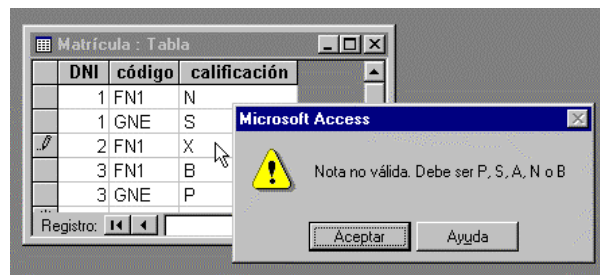 Matrícula : Tabla
DNI código calificación
1 FN1 N
1 GNE S
2 FN1 X
3 FN1 B
3 GNE P
Registro:
Microsoft Access
Nota no válida. Debe ser P, S, A, N o B
Aceptar Ayuda